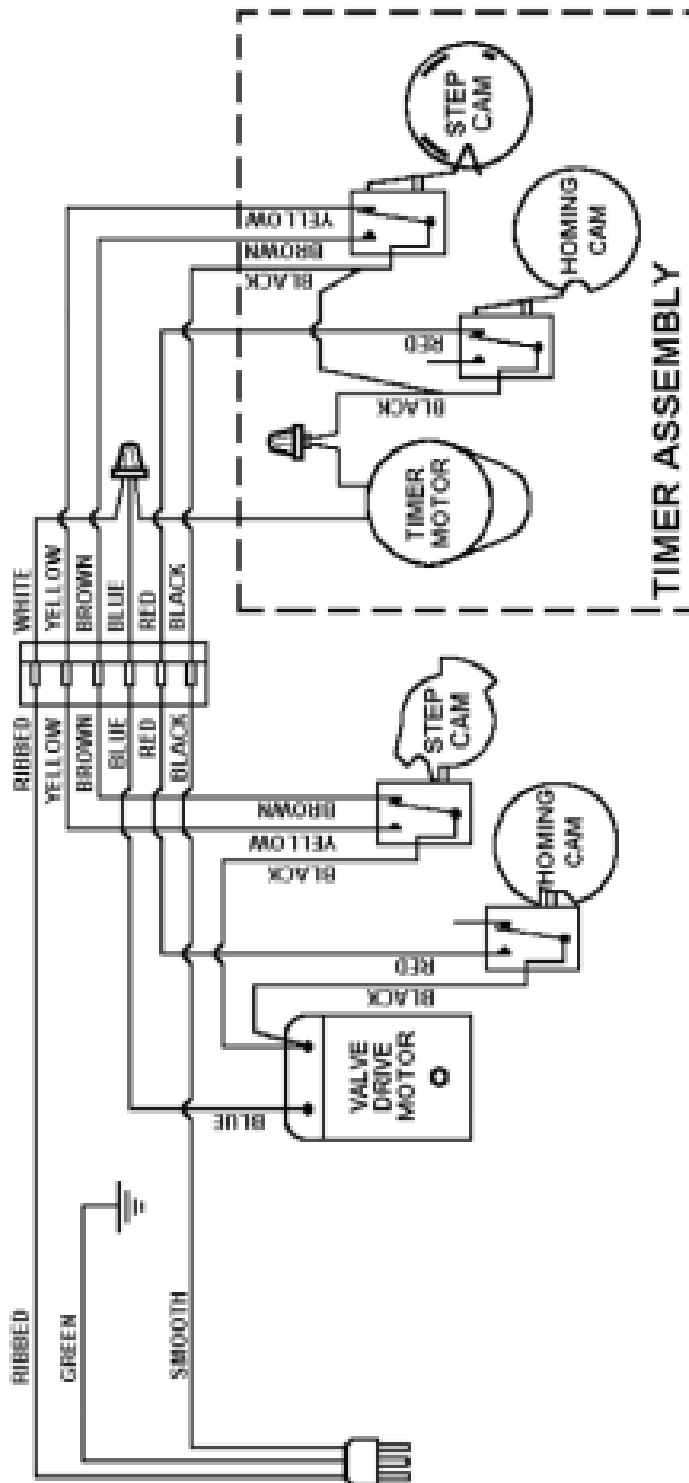 RIBBED
GREEN
SMOOTH
RIBBED
YELLOW
BROWN
BLUE
RED
BLACK
WHITE
YELLOW
BROWN
BLUE
RED
BLACK
YELLOW
BROWN
BLACK
STEP
CAM
RED
HOMING
CAM
BLACK
TIMER
MOTOR
TIMER ASSEMBLY
BROWN
YELLOW
BLACK
STEP
CAM
RED
BLACK
HOMING
CAM
BLUE
VALVE
DRIVE
MOTOR